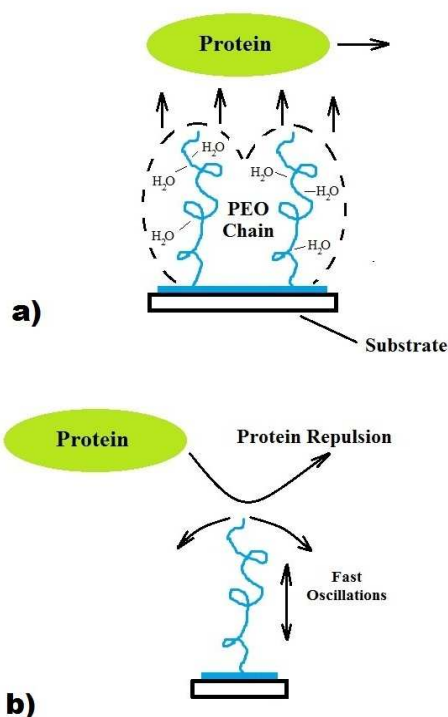 Protein
H₂O
H₂O
H₂O
H₂O
H₂O
H₂O
PEO
Chain
a)
Substrate
Protein
Protein Repulsion
Fast
Oscillations
b)